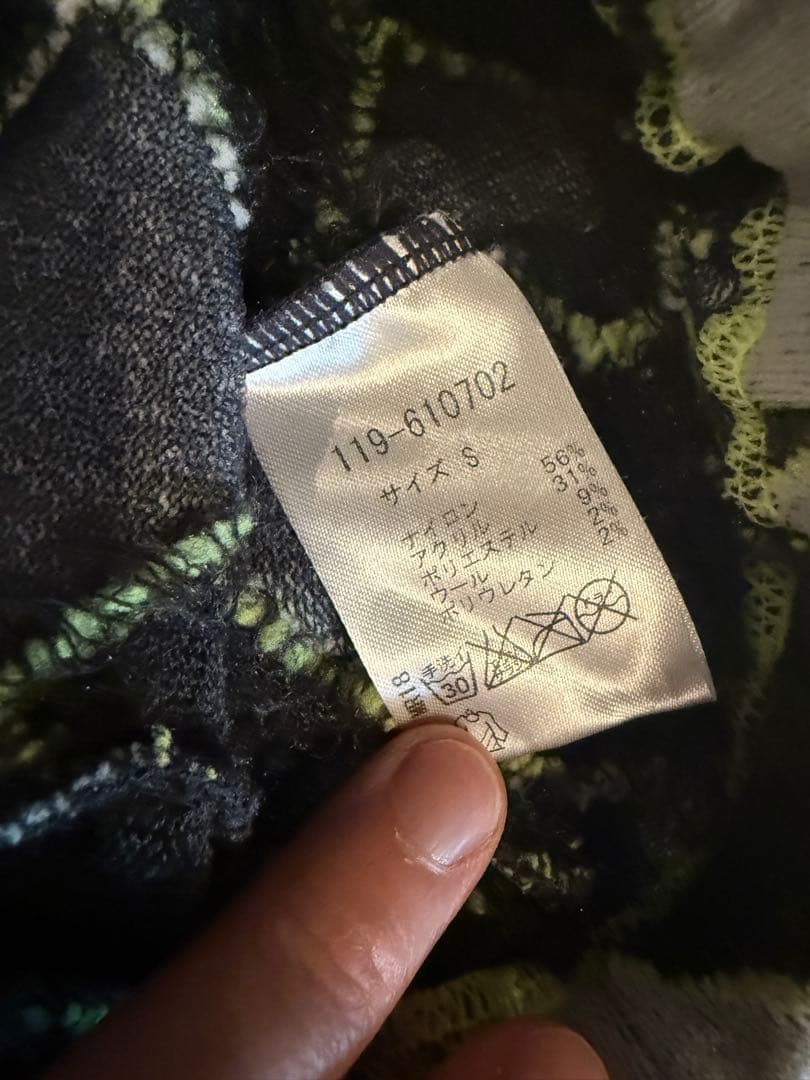 119-610702
サイズ S
ナイロン 56%
アクリル 31%
ポリエステル 9%
ウール 2%
ポリウレタン 2%
手洗イ
30